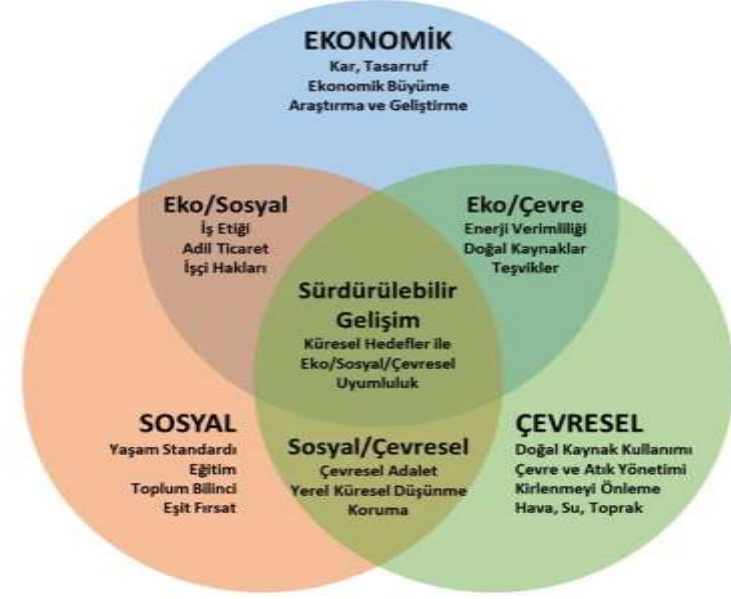 EKONOMİK
Kar, Tasarruf
Ekonomik Büyüme
Araştırma ve Geliştirme
Eko/Sosyal
İş Etiği
Adil Ticaret
İşçi Hakları
Eko/Çevre
Enerji Verimliliği
Doğal Kaynaklar
Teşvikler
Sürdürülebilir
Gelişim
Küresel Hedefler ile
Eko/Sosyal/Çevresel
Uyumluluk
SOSYAL
Yaşam Standardı
Eğitim
Toplum Bilinci
Eşit Fırsat
Sosyal/Çevresel
Çevresel Adalet
Yerel Küresel Düşünme
Koruma
ÇEVRESEL
Doğal Kaynak Kullanımı
Çevre ve Atık Yönetimi
Kirlenmeyi Önleme
Hava, Su, Toprak